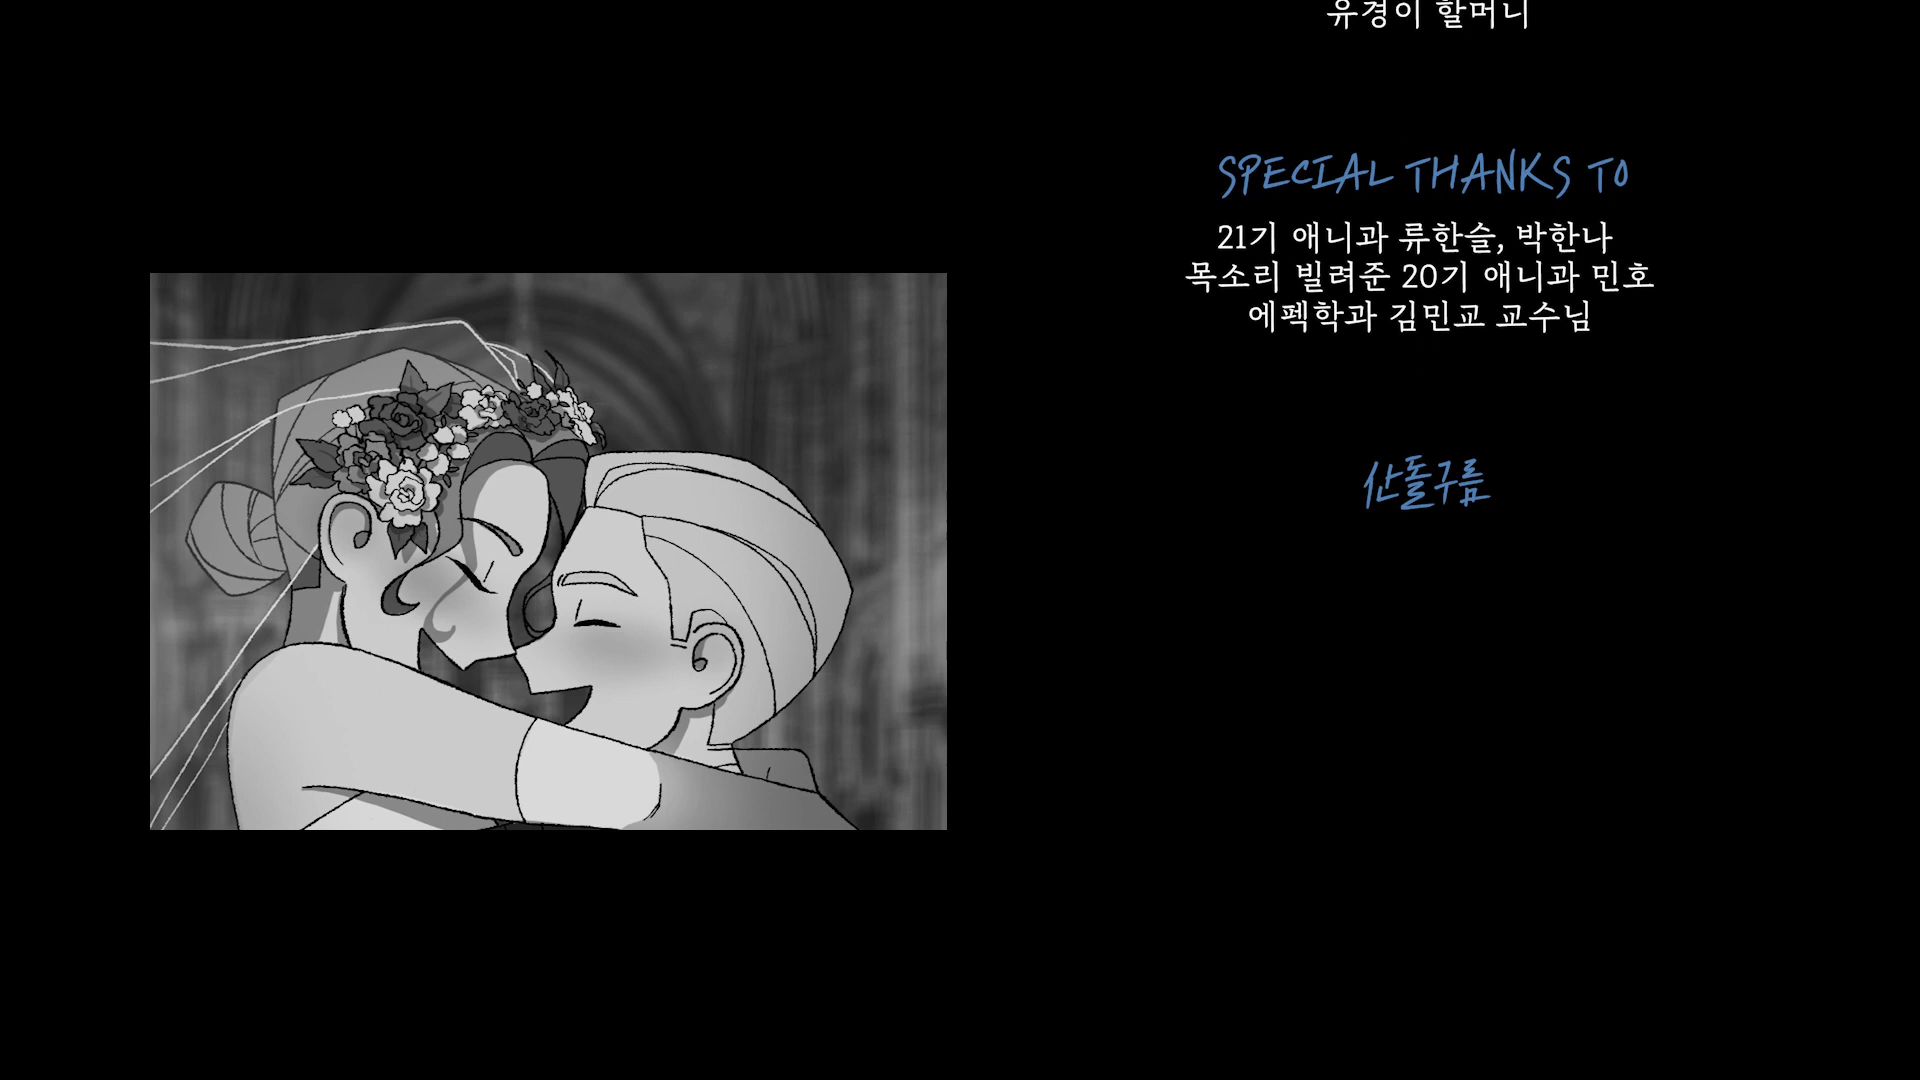 유경이 할머니
SPECIAL THANKS TO
21기 애니과 류한슬, 박한나
목소리 빌려준 20기 애니과 민호
에펙학과 김민교 교수님
산돌구름